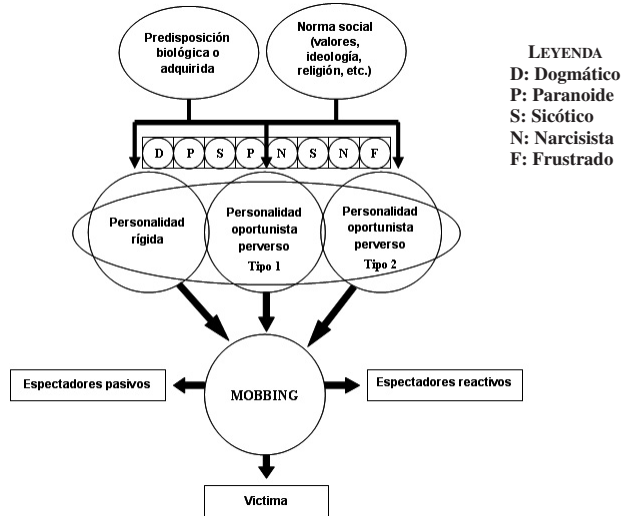 Predisposición
biológica o
adquirida
Norma social
(valores,
ideología,
religión, etc.)
LEYENDA
D: Dogmático
P: Paranoide
S: Sicótico
N: Narcisista
F: Frustrado
D P S P N S N F
Personalidad
rígida
Personalidad
oportunista
perverso
Tipo 1
Personalidad
oportunista
perverso
Tipo 2
Espectadores pasivos
MOBBING
Espectadores reactivos
Victima